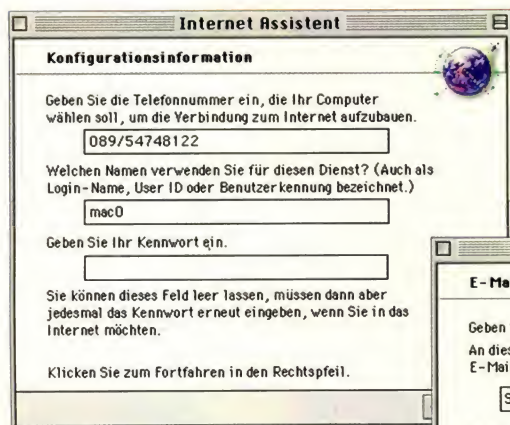 Internet Assistent
Konfigurationsinformation
Geben Sie die Telefonnummer ein, die Ihr Computer
wählen soll, um die Verbindung zum Internet aufzubauen.
089/54748122
Welchen Namen verwenden Sie für diesen Dienst? (Auch als
Login-Name, User ID oder Benutzerkennung bezeichnet.)
mac0
Geben Sie Ihr Kennwort ein.
Sie können dieses Feld leer lassen, müssen dann aber
jedesmal das Kennwort erneut eingeben, wenn Sie in das
Internet möchten.
Klicken Sie zum Fortfahren in den Rechtspfeil.
E-Ma
Geben
An dies
E-Mai
S